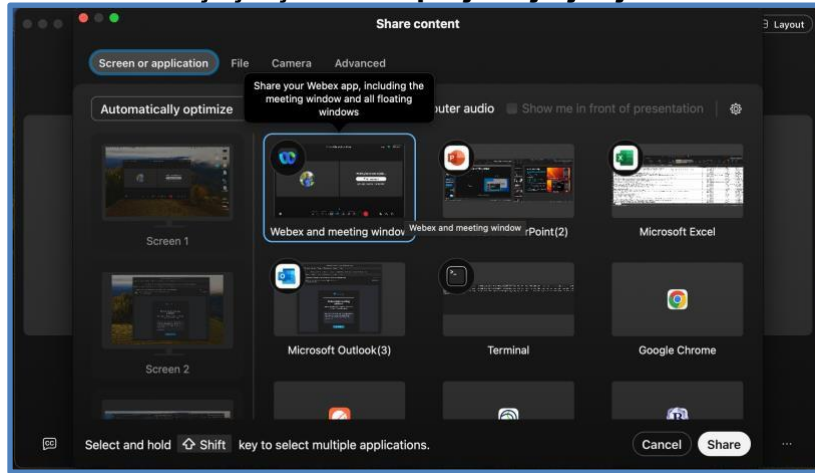 Share content
Layout
Screen or application File Camera Advanced
Share your Webex app, including the
meeting window and all floating
windows
Automatically optimize
audio Show me in front of presentation
Screen 1
Webex and meeting window
Webex and meeting window
Point(2)
Microsoft Excel
Screen 2
Microsoft Outlook(3)
Terminal
Google Chrome
Select and hold Shift key to select multiple applications.
Cancel
Share